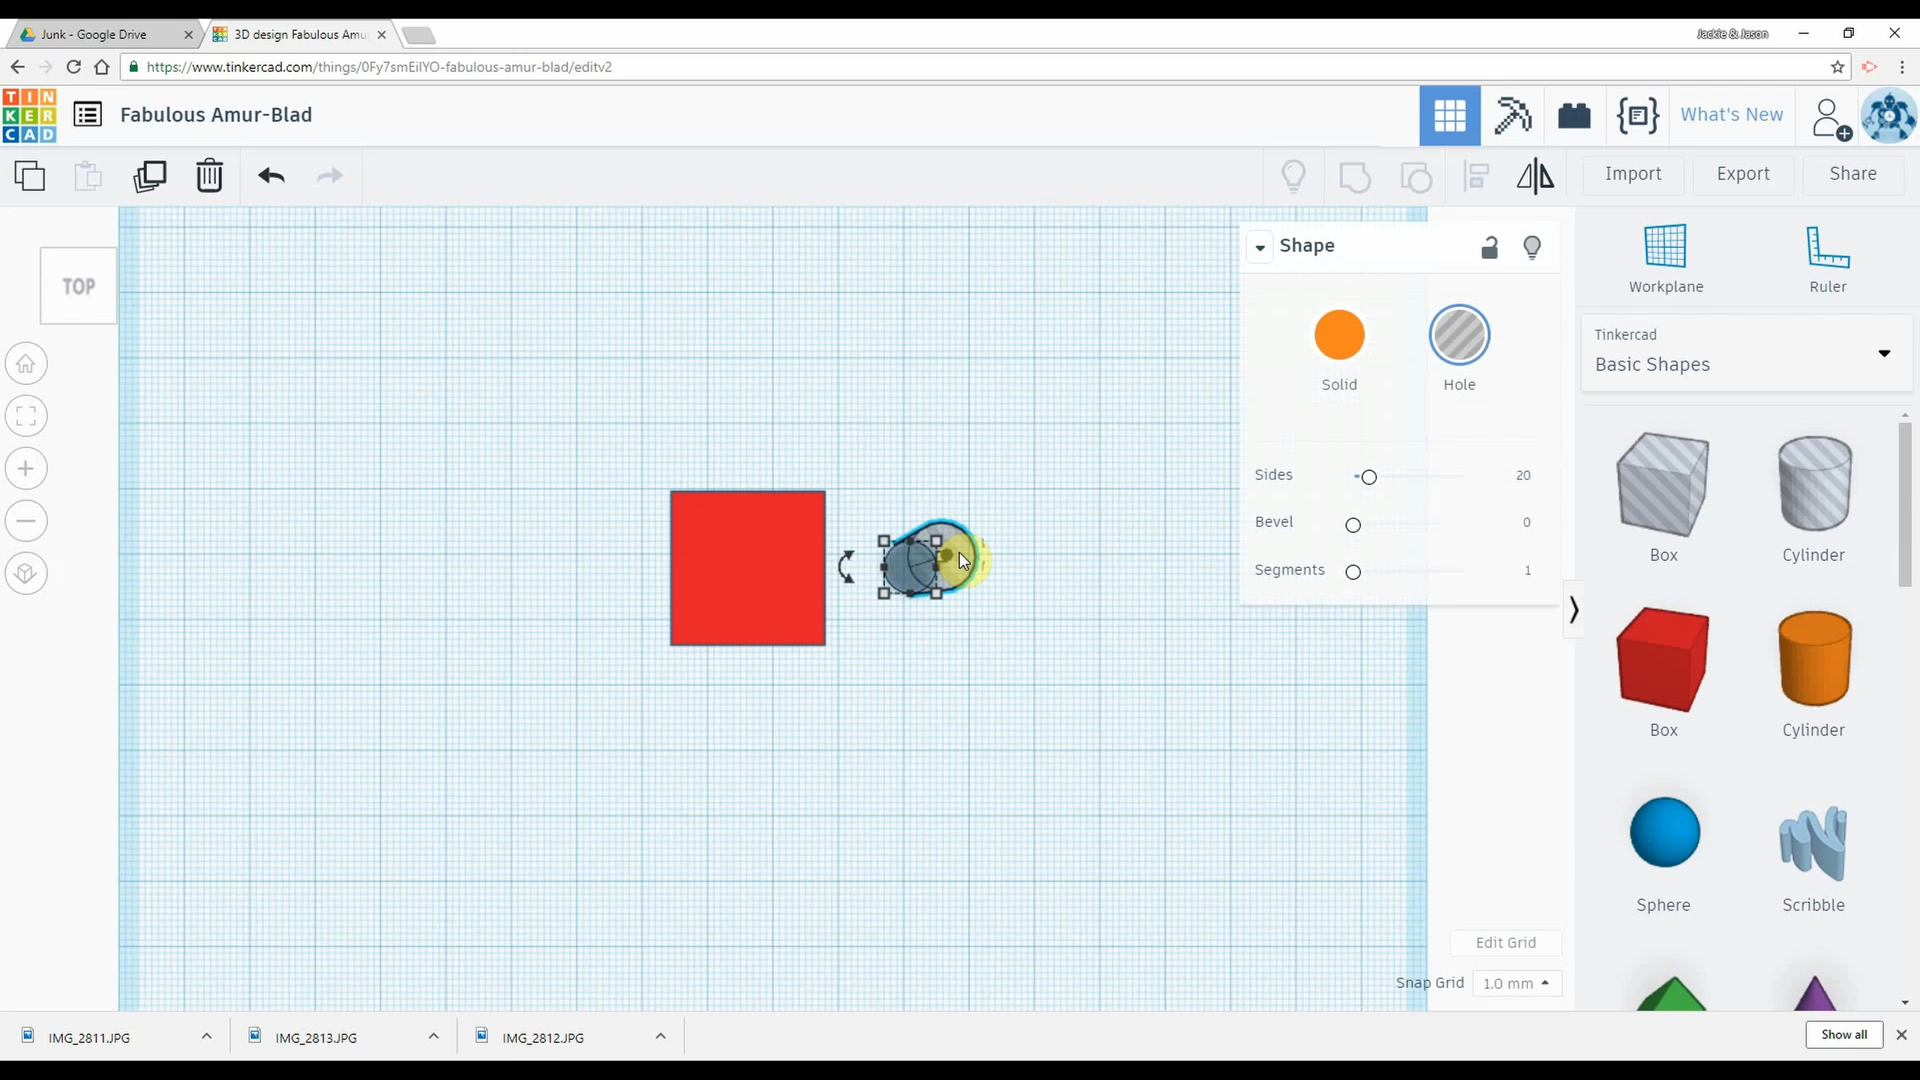 Junk - Google Drive
3D design Fabulous Amu
Jackie & Jason
https://www.tinkercad.com/things/0Fy7smEiIYO-fabulous-amur-blad/editv2
TIN
KER
CAD
Fabulous Amur-Blad
What's New
Import
Export
Share
TOP
Shape
Solid
Hole
Sides
20
Bevel
0
Segments
1
Workplane
Ruler
Tinkercad
Basic Shapes
Box
Cylinder
Box
Cylinder
Sphere
Scribble
Edit Grid
Snap Grid
1.0 mm
IMG_2811.JPG
IMG_2813.JPG
IMG_2812.JPG
Show all